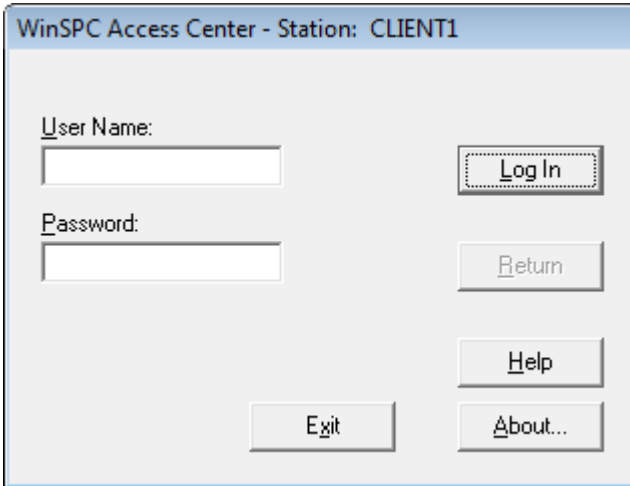 WinSPC Access Center - Station: CLIENT1
User Name:
Log In
Password:
Return
Help
Exit
About...